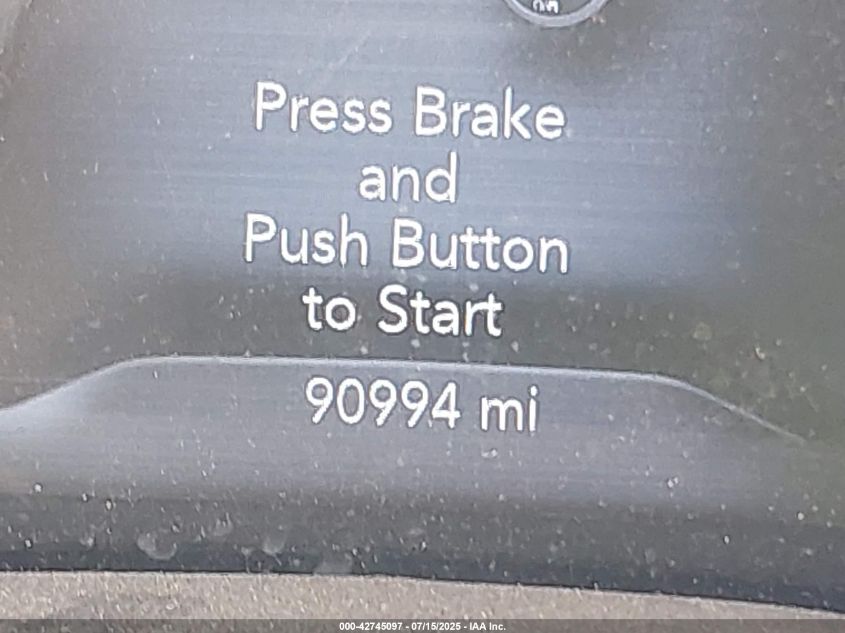 Press Brake
and
Push Button
to Start
90994 mi
000-42745097 - 07/15/2025 - IAA Inc.